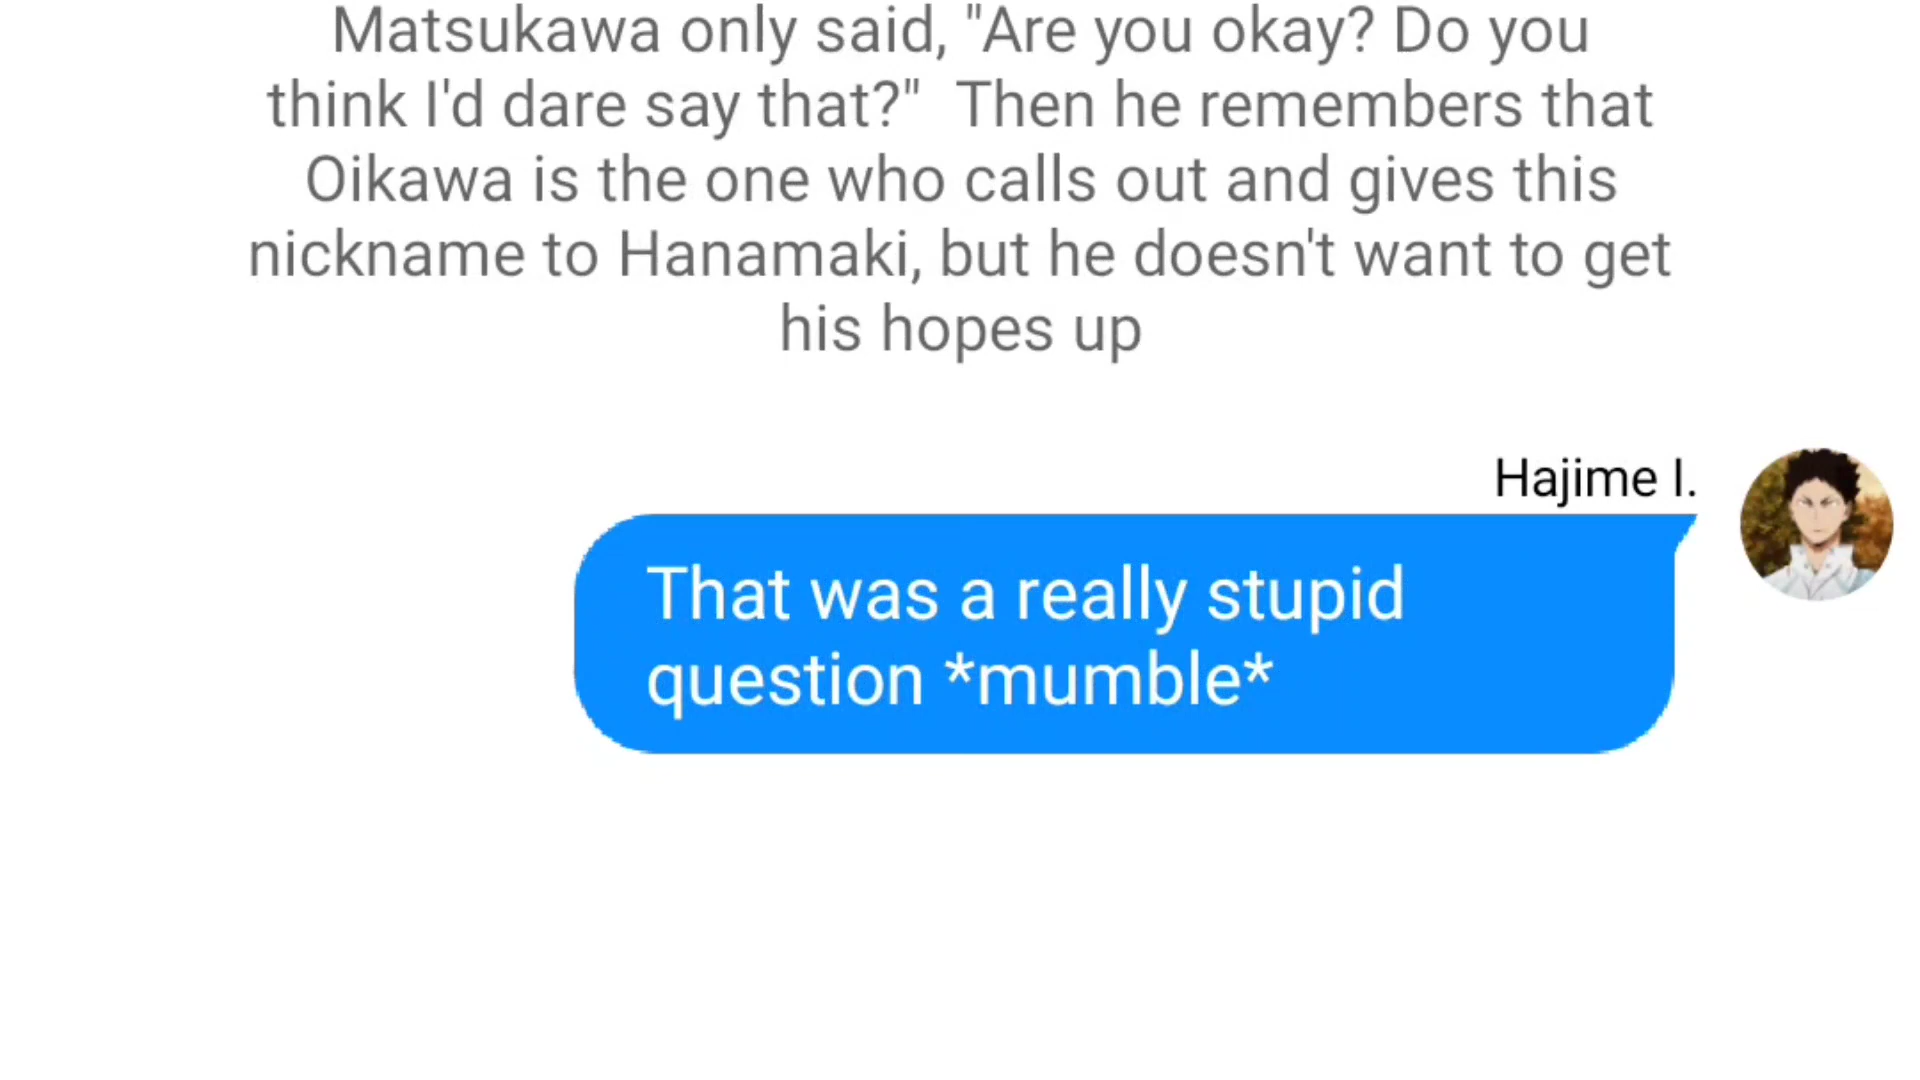 Matsukawa only said, "Are you okay? Do you
think I'd dare say that?"  Then he remembers that
Oikawa is the one who calls out and gives this
nickname to Hanamaki, but he doesn't want to get
his hopes up
Hajime I.
That was a really stupid
question *mumble*